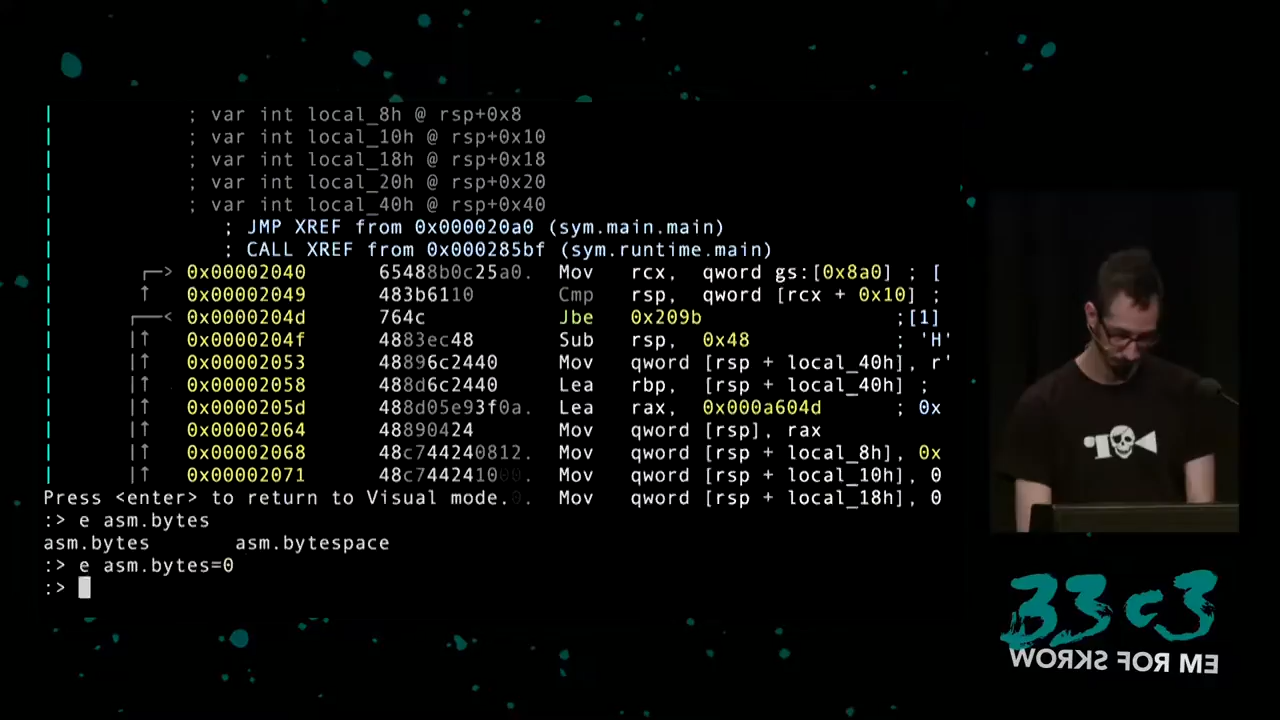 ; var int local_8h @ rsp+0x8
; var int local_10h @ rsp+0x10
; var int local_18h @ rsp+0x18
; var int local_20h @ rsp+0x20
; var int local_40h @ rsp+0x40
; JMP XREF from 0x000020a0 (sym.main.main)
; CALL XREF from 0x000285bf (sym.runtime.main)
0x00002040 65488b0c25a0. Mov rcx, qword gs:[0x8a0] ; [
0x00002049 483b6110 Cmp rsp, qword [rcx + 0x10] ;
0x0000204d 764c Jbe 0x209b ;[1]
0x0000204f 4883ec48 Sub rsp, 0x48 ; 'H'
0x00002053 48896c2440 Mov qword [rsp + local_40h], r'
0x00002058 488d6c2440 Lea rbp, [rsp + local_40h] ;
0x0000205d 488d05e93f0a. Lea rax, 0x000a604d ; 0x
0x00002064 48890424 Mov qword [rsp], rax
0x00002068 48c744240812. Mov qword [rsp + local_8h], 0x
0x00002071 48c744241000. Mov qword [rsp + local_10h], 0
Press <enter> to return to Visual mode. . Mov qword [rsp + local_18h], 0
:> e asm.bytes
asm.bytes asm.bytespace
:> e asm.bytes=0
:>
33c3
WORKS FOR ME